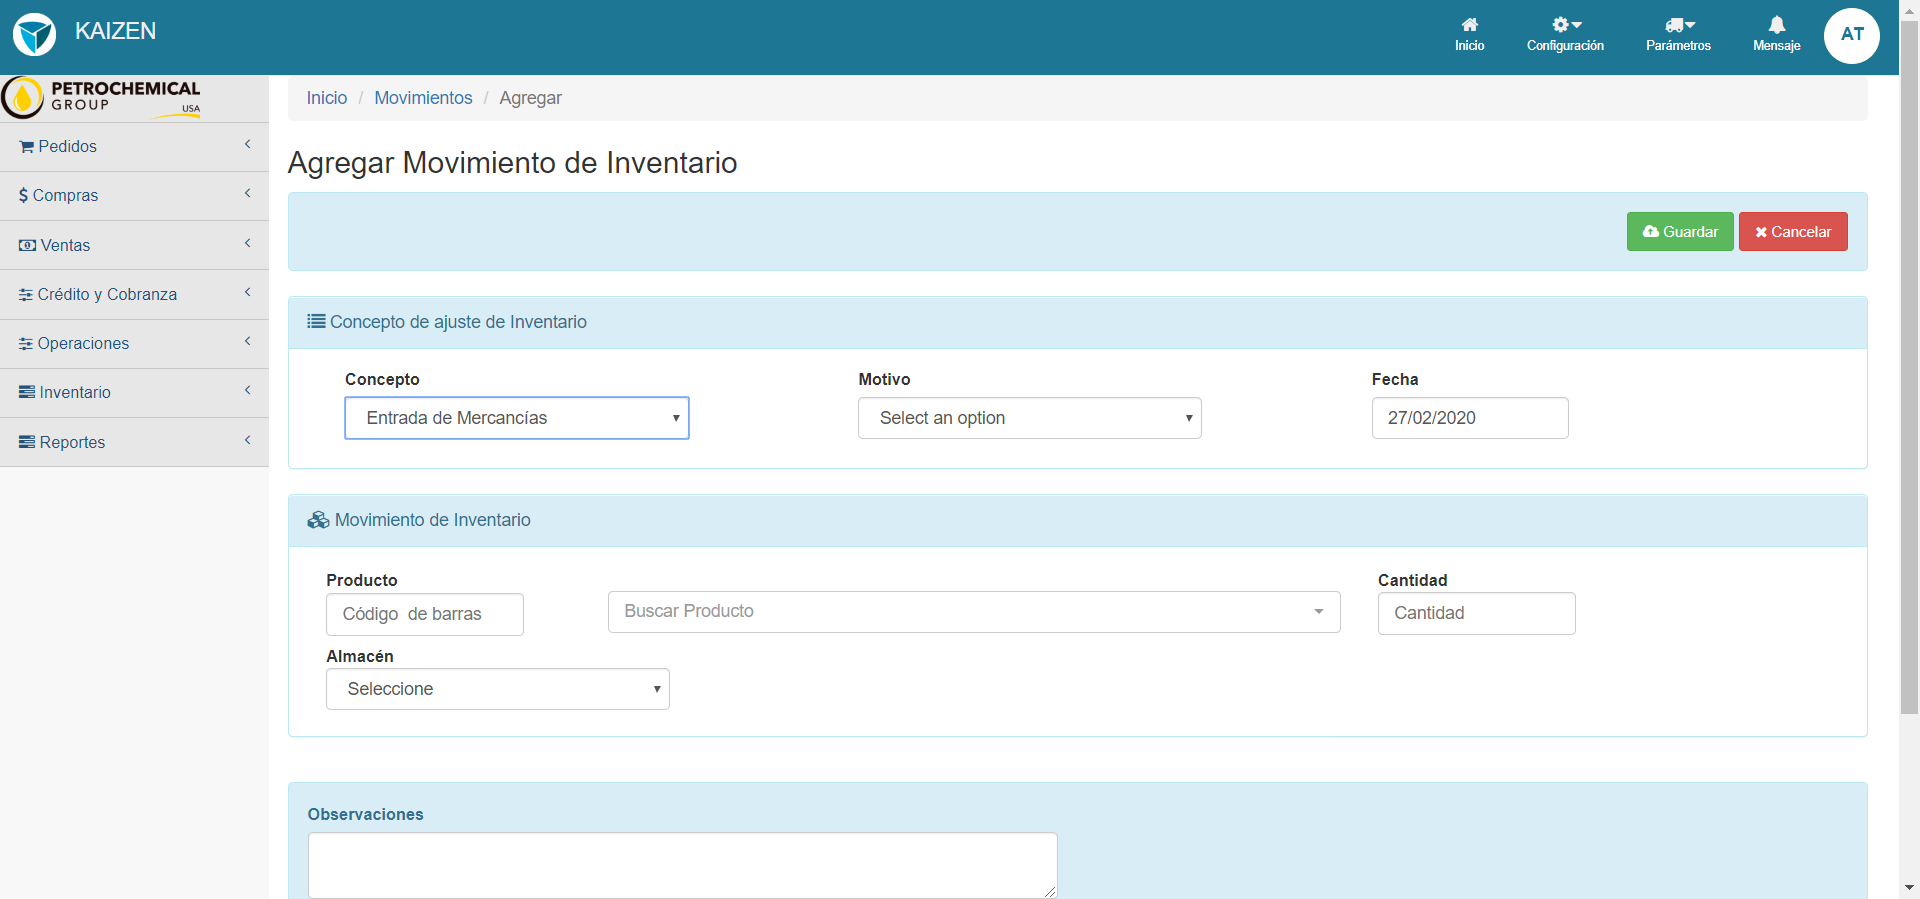 KAIZEN
Inicio
Configuración
Parámetros
Mensaje
AT
PETROCHEMICAL
GROUP
USA
Inicio / Movimientos / Agregar
Pedidos
Compras
Ventas
Crédito y Cobranza
Operaciones
Inventario
Reportes
Agregar Movimiento de Inventario
Guardar
Cancelar
Concepto de ajuste de Inventario
Concepto
Motivo
Fecha
Entrada de Mercancías
Select an option
27/02/2020
Movimiento de Inventario
Producto
Cantidad
Código  de barras
Buscar Producto
Cantidad
Almacén
Seleccione
Observaciones